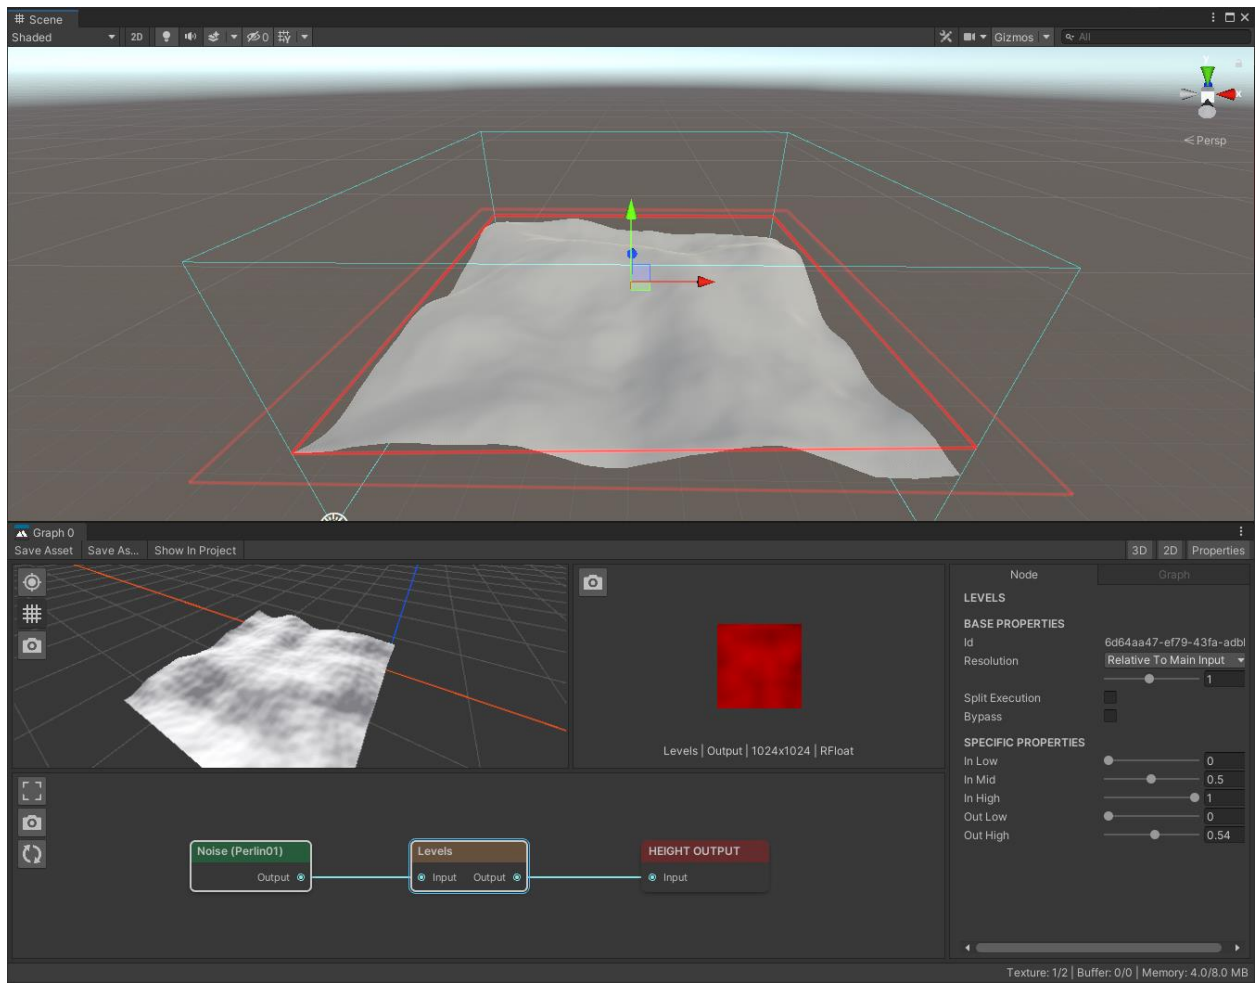 Scene
Shaded 2D 0 Gizmos All
y
x
Persp
Graph 0
Save Asset Save As... Show In Project 3D 2D Properties
Node Graph
LEVELS
BASE PROPERTIES
Id 6d64aa47-ef79-43fa-adbl
Resolution Relative To Main Input
1
Split Execution
Bypass
SPECIFIC PROPERTIES
In Low 0
In Mid 0.5
In High 1
Out Low 0
Out High 0.54
Levels | Output | 1024x1024 | RFloat
Noise (Perlin01) Levels HEIGHT OUTPUT
Output Input Output Input
Texture: 1/2 | Buffer: 0/0 | Memory: 4.0/8.0 MB